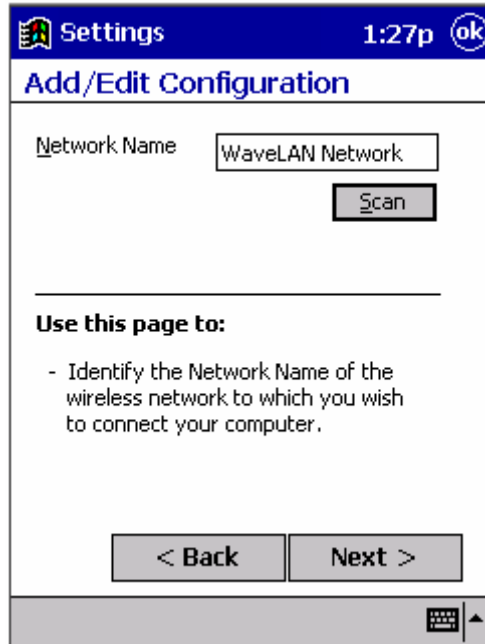 Settings 1:27p ok
Add/Edit Configuration
Network Name WaveLAN Network
Scan
Use this page to:
- Identify the Network Name of the
wireless network to which you wish
to connect your computer.
< Back Next >